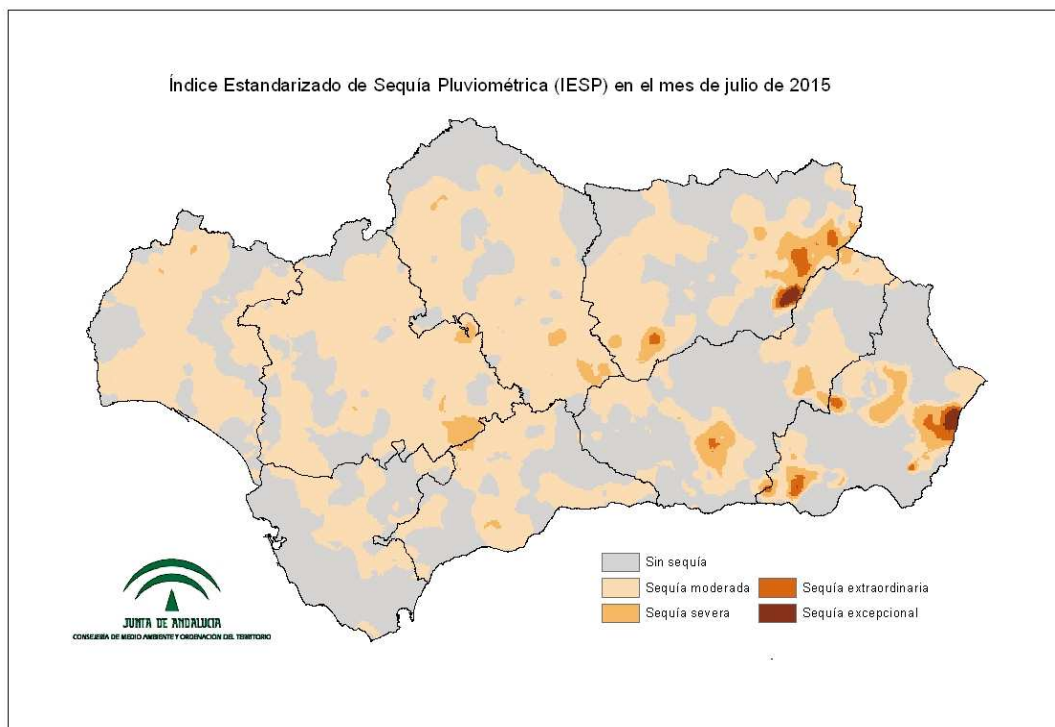 Índice Estandarizado de Sequía Pluviométrica (IESP) en el mes de julio de 2015
Sin sequía
Sequía moderada
Sequía severa
Sequía extraordinaria
Sequía excepcional
JUNTA DE ANDALUCIA
CONSEJERÍA DE MEDIO AMBIENTE Y ORDENACIÓN DEL TERRITORIO